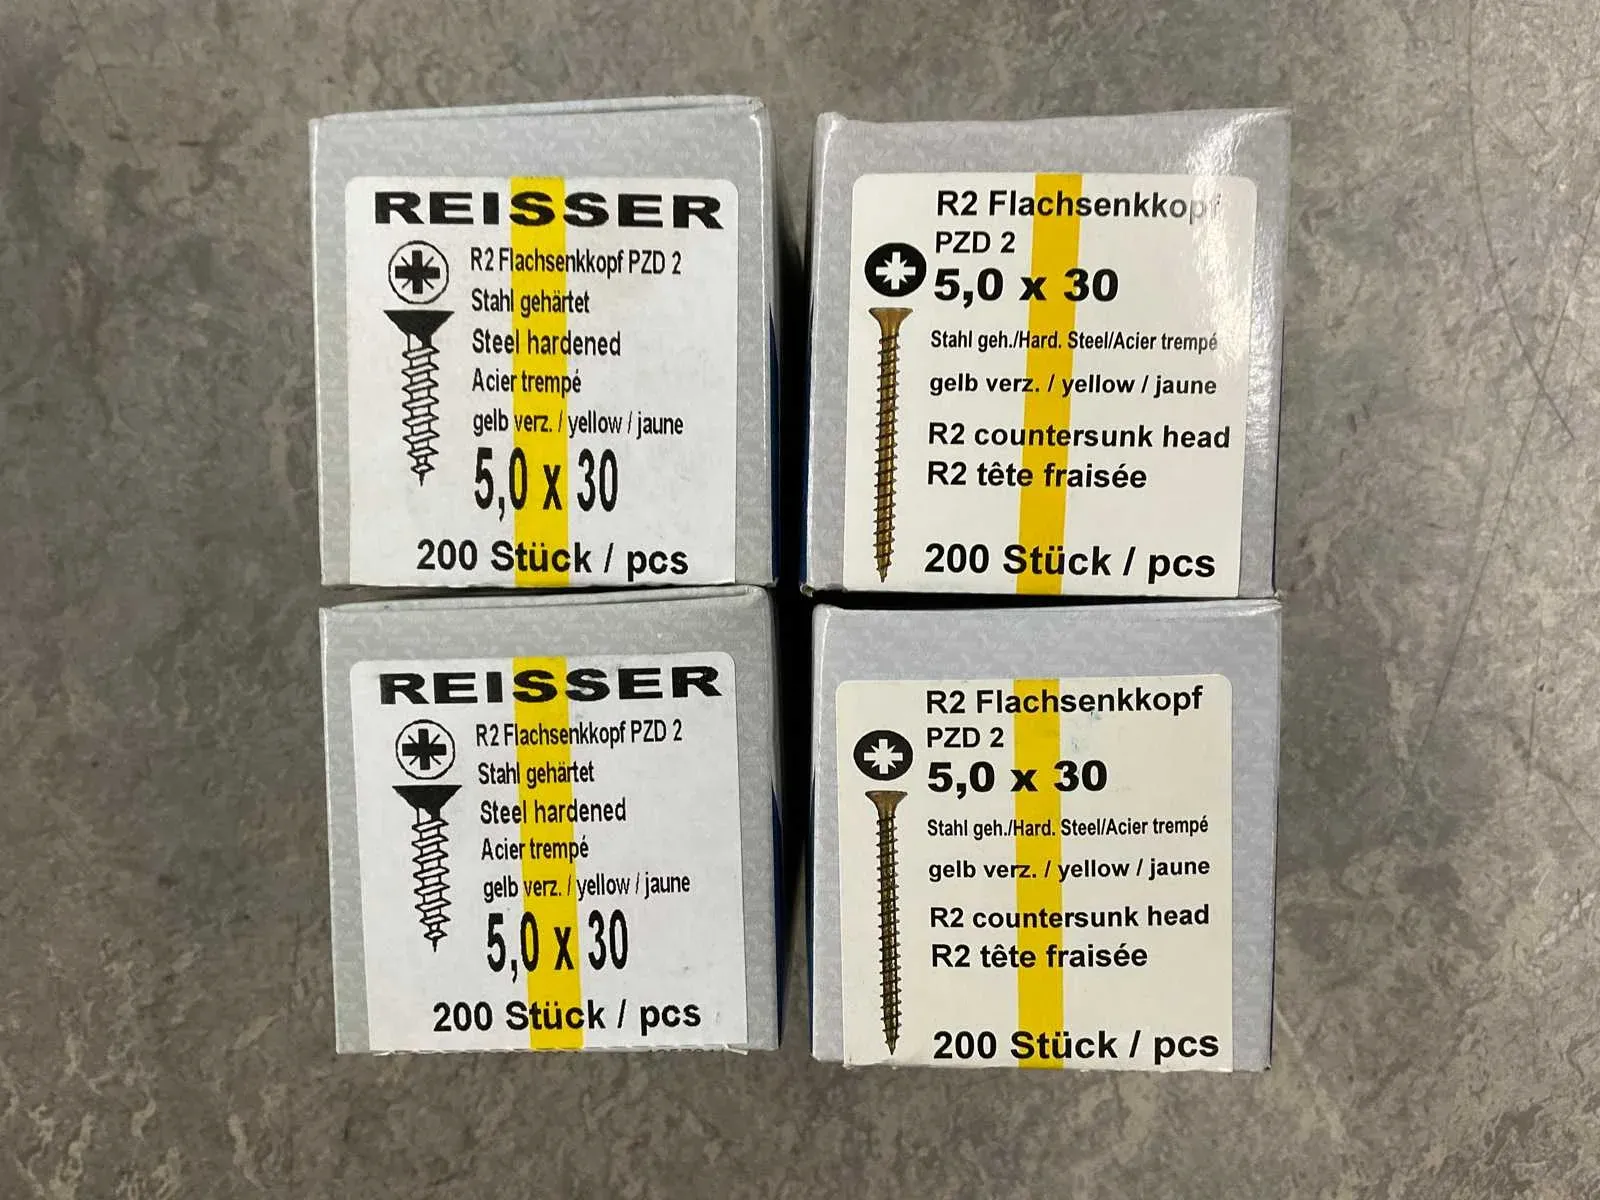 REISSER
R2 Flachsenkkopf PZD 2
Stahl gehärtet
Steel hardened
Acier trempé
gelb verz. / yellow / jaune
5,0 x 30
200 Stück / pcs
R2 Flachsenkkopf
PZD 2
5,0 x 30
Stahl geh./Hard. Steel/Acier trempé
gelb verz. / yellow / jaune
R2 countersunk head
R2 tête fraisée
200 Stück / pcs
REISSER
R2 Flachsenkkopf PZD 2
Stahl gehärtet
Steel hardened
Acier trempé
gelb verz. / yellow / jaune
5,0 x 30
200 Stück / pcs
R2 Flachsenkkopf
PZD 2
5,0 x 30
Stahl geh./Hard. Steel/Acier trempé
gelb verz. / yellow / jaune
R2 countersunk head
R2 tête fraisée
200 Stück / pcs